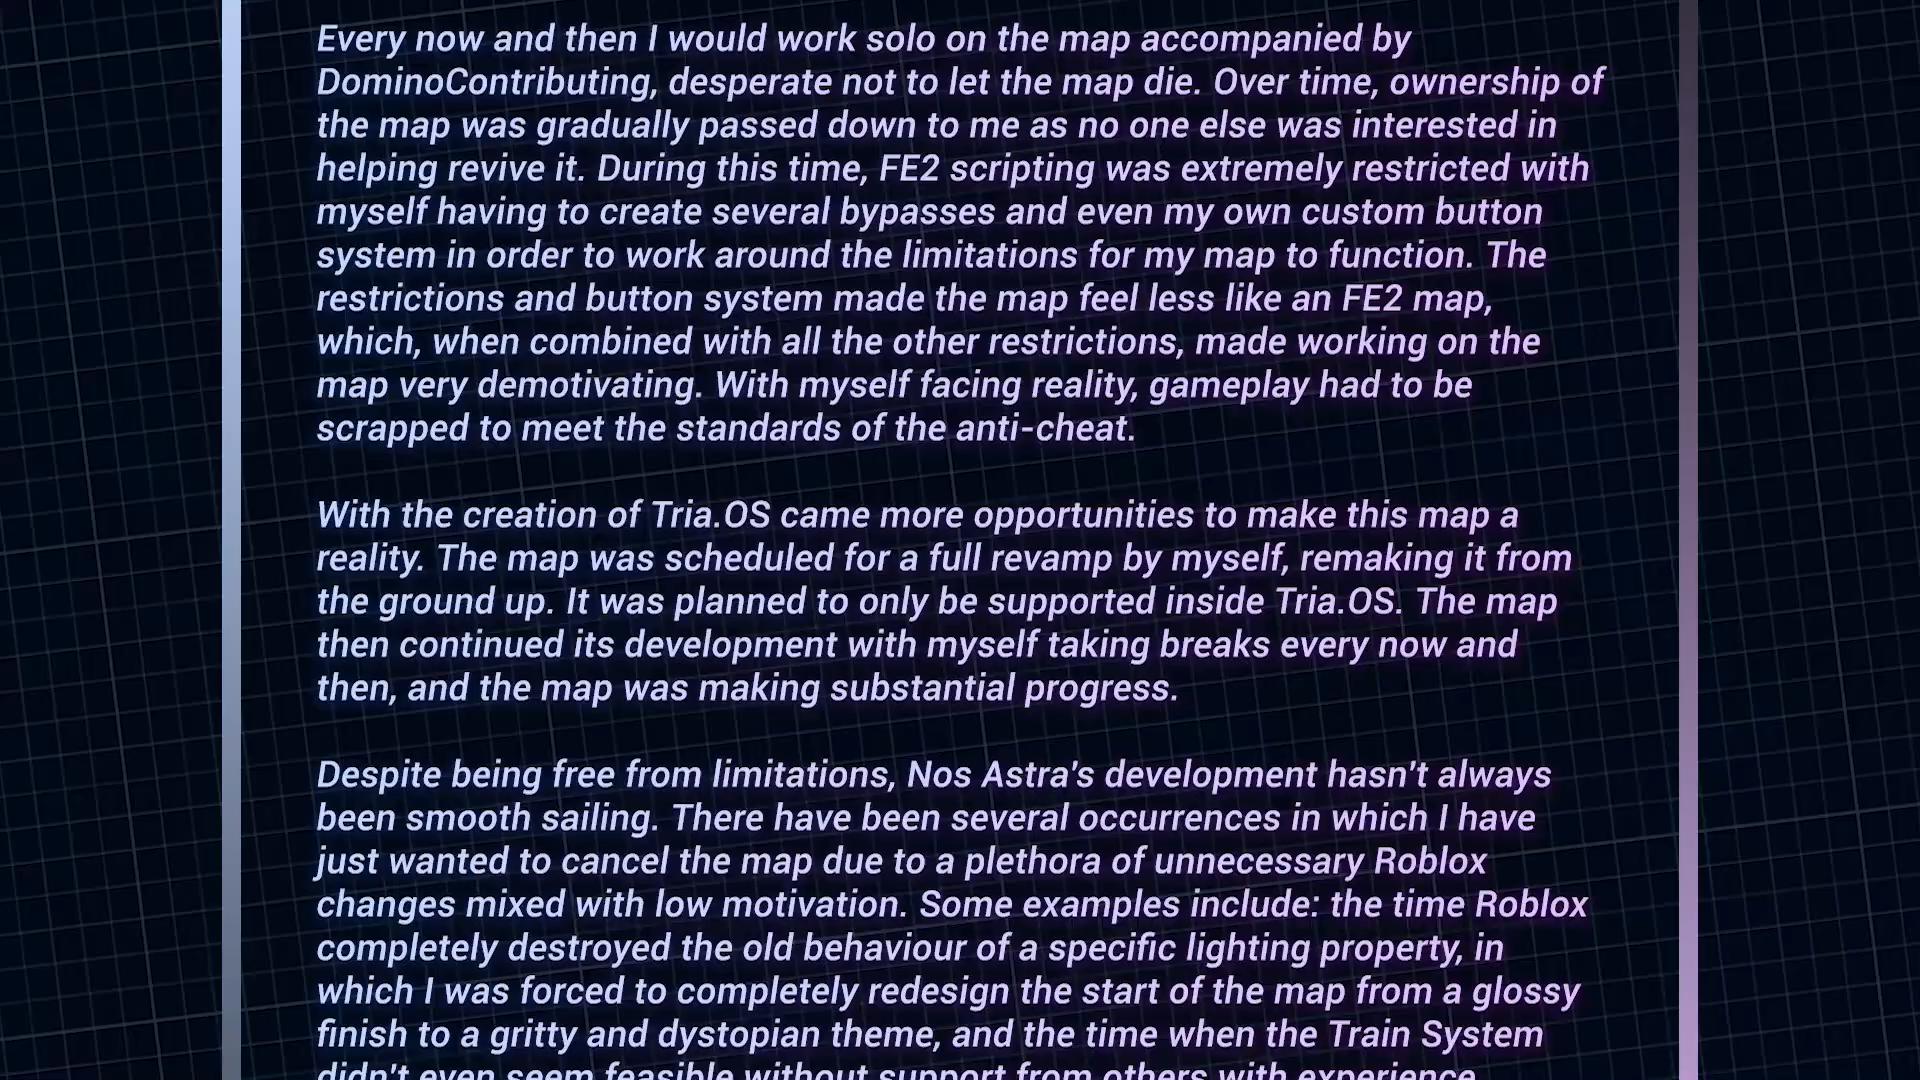 Every now and then I would work solo on the map accompanied by
DominoContributing, desperate not to let the map die. Over time, ownership of
the map was gradually passed down to me as no one else was interested in
helping revive it. During this time, FE2 scripting was extremely restricted with
myself having to create several bypasses and even my own custom button
system in order to work around the limitations for my map to function. The
restrictions and button system made the map feel less like an FE2 map,
which, when combined with all the other restrictions, made working on the
map very demotivating. With myself facing reality, gameplay had to be
scrapped to meet the standards of the anti-cheat.
With the creation of Tria.OS came more opportunities to make this map a
reality. The map was scheduled for a full revamp by myself, remaking it from
the ground up. It was planned to only be supported inside Tria.OS. The map
then continued its development with myself taking breaks every now and
then, and the map was making substantial progress.
Despite being free from limitations, Nos Astra's development hasn't always
been smooth sailing. There have been several occurrences in which I have
just wanted to cancel the map due to a plethora of unnecessary Roblox
changes mixed with low motivation. Some examples include: the time Roblox
completely destroyed the old behaviour of a specific lighting property, in
which I was forced to completely redesign the start of the map from a glossy
finish to a gritty and dystopian theme, and the time when the Train System
didn't even seem feasible without support from others with experience